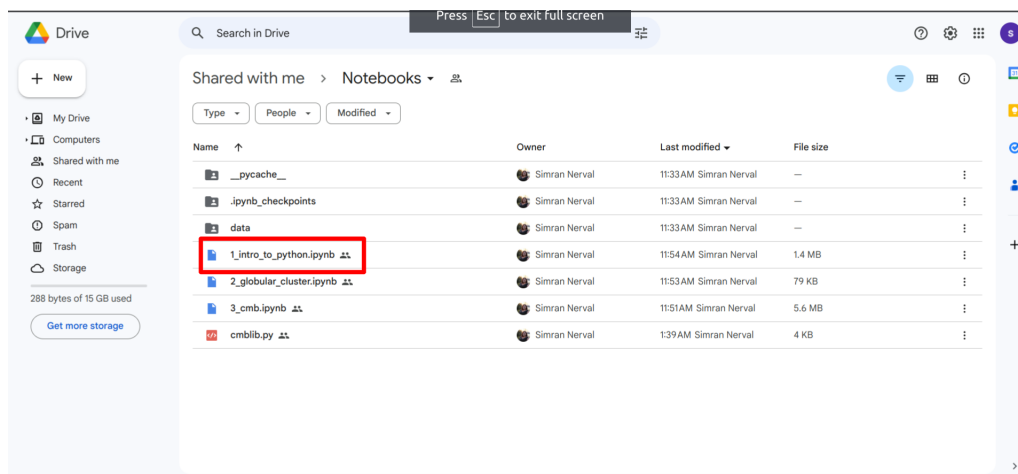 Press Esc to exit full screen
Drive
Search in Drive
S
New
Shared with me > Notebooks
31
My Drive
Type
People
Modified
Computers
Name
Owner
Last modified
File size
Shared with me
__pycache__
Simran Nerval
11:33 AM Simran Nerval
—
Recent
.ipynb_checkpoints
Simran Nerval
11:33 AM Simran Nerval
—
Starred
Spam
data
Simran Nerval
11:33 AM Simran Nerval
—
Trash
1_intro_to_python.ipynb
Simran Nerval
11:54 AM Simran Nerval
1.4 MB
Storage
2_globular_cluster.ipynb
Simran Nerval
11:53 AM Simran Nerval
79 KB
288 bytes of 15 GB used
3_cmb.ipynb
Simran Nerval
11:51 AM Simran Nerval
5.6 MB
Get more storage
cmblib.py
Simran Nerval
1:39 AM Simran Nerval
4 KB